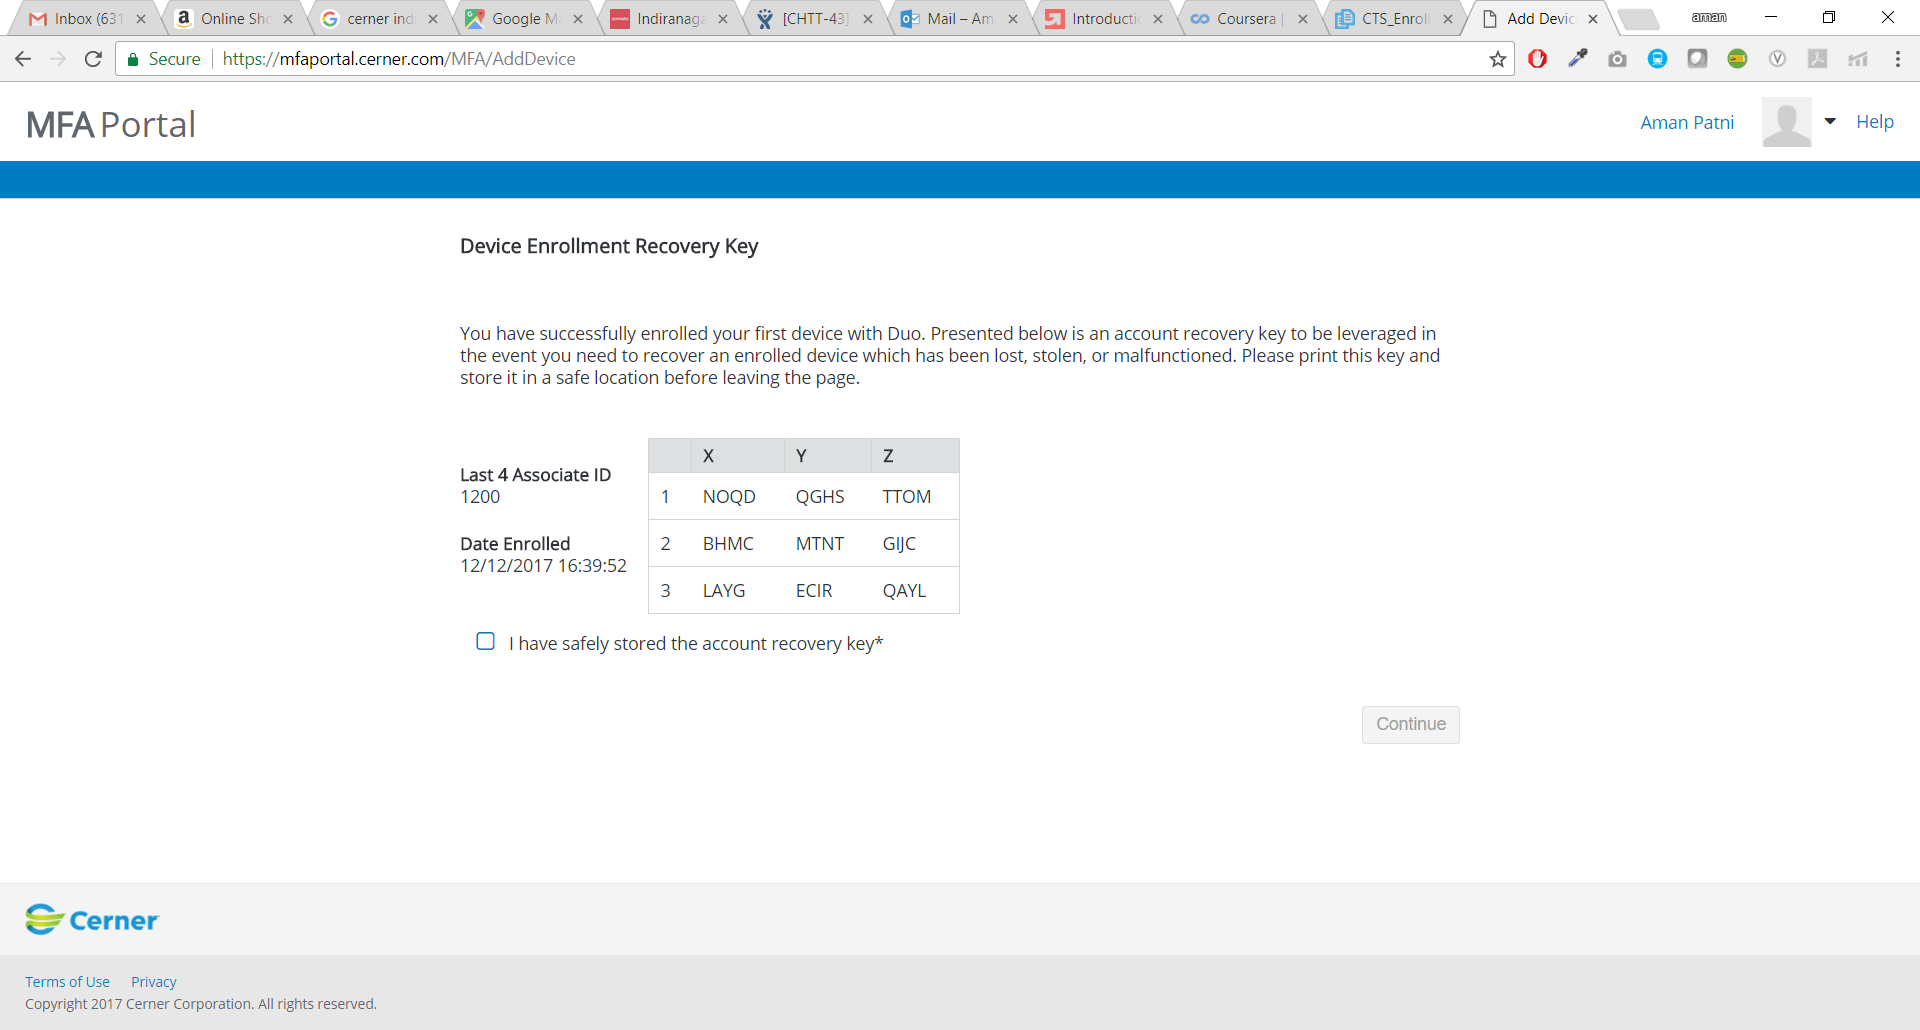 Inbox (631
Online Sho
cerner ind
Google M
Indiranaga
[CHTT-43]
Mail – Am
Introducti
Coursera |
CTS_Enroll
Add Devic
aman
Secure
https://mfaportal.cerner.com/MFA/AddDevice
MFA Portal
Aman Patni
Help
Device Enrollment Recovery Key
You have successfully enrolled your first device with Duo. Presented below is an account recovery key to be leveraged in
the event you need to recover an enrolled device which has been lost, stolen, or malfunctioned. Please print this key and
store it in a safe location before leaving the page.
Last 4 Associate ID
1200
Date Enrolled
12/12/2017 16:39:52
X Y Z
1 NOQD QGHS TTOM
2 BHMC MTNT GIJC
3 LAYG ECIR QAYL
I have safely stored the account recovery key*
Continue
Cerner
Terms of Use Privacy
Copyright 2017 Cerner Corporation. All rights reserved.